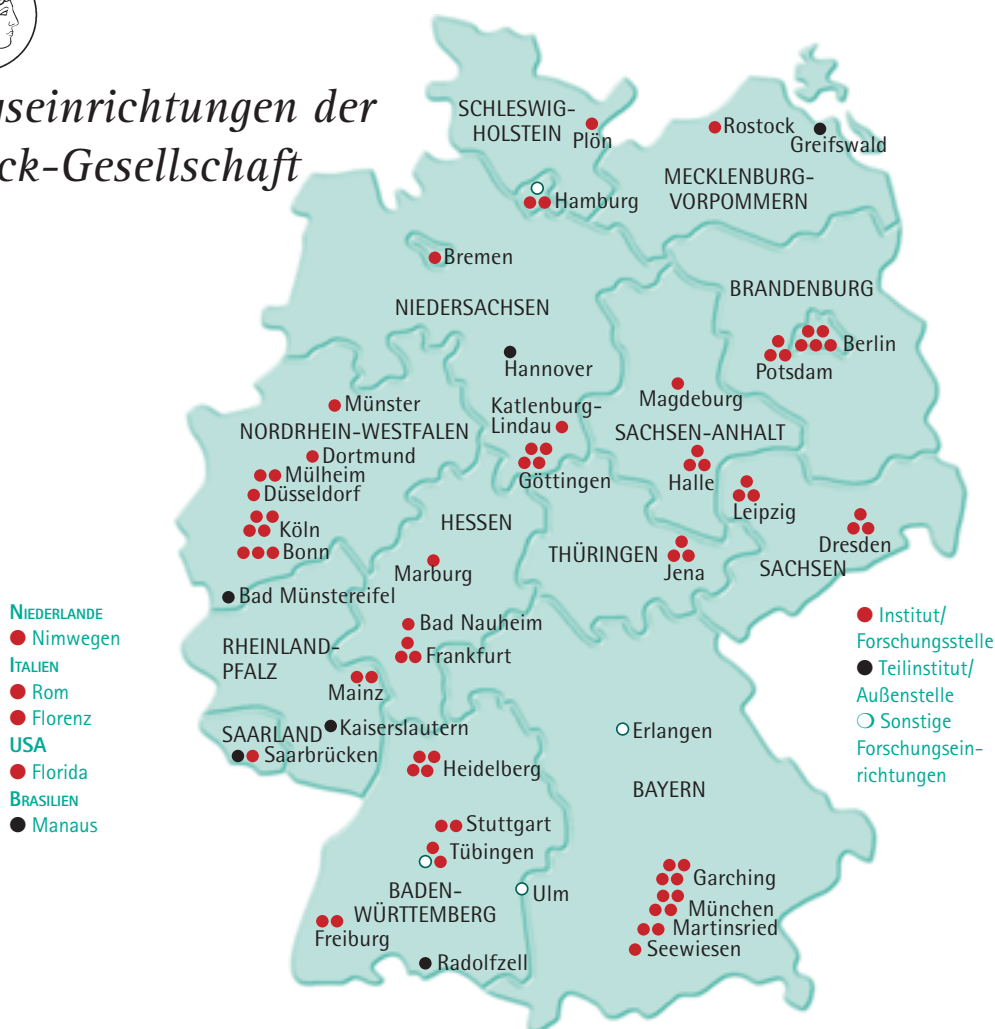 gseinrichtungen der
ck-Gesellschaft
SCHLESWIG-
HOLSTEIN
Plön
Rostock
Greifswald
MECKLENBURG-
VORPOMMERN
Hamburg
Bremen
NIEDERSACHSEN
BRANDENBURG
Berlin
Potsdam
Hannover
Magdeburg
Münster
Katlenburg-
Lindau
NORDRHEIN-WESTFALEN
SACHSEN-ANHALT
Dortmund
Mülheim
Düsseldorf
Göttingen
Halle
Leipzig
Köln
HESSEN
Bonn
THÜRINGEN
Jena
Dresden
SACHSEN
Marburg
Bad Münstereifel
Bad Nauheim
RHEINLAND-
PFALZ
Frankfurt
Mainz
SAARLAND
Kaiserslautern
Saarbrücken
Erlangen
Heidelberg
BAYERN
Stuttgart
Tübingen
BADEN-
WÜRTTEMBERG
Ulm
Garching
München
Martinsried
Seewiesen
Freiburg
Radolfzell
NIEDERLANDE
Nimwegen
ITALIEN
Rom
Florenz
USA
Florida
BRASILIEN
Manaus
Institut/
Forschungsstelle
Teilinstitut/
Außenstelle
Sonstige
Forschungsein-
richtungen